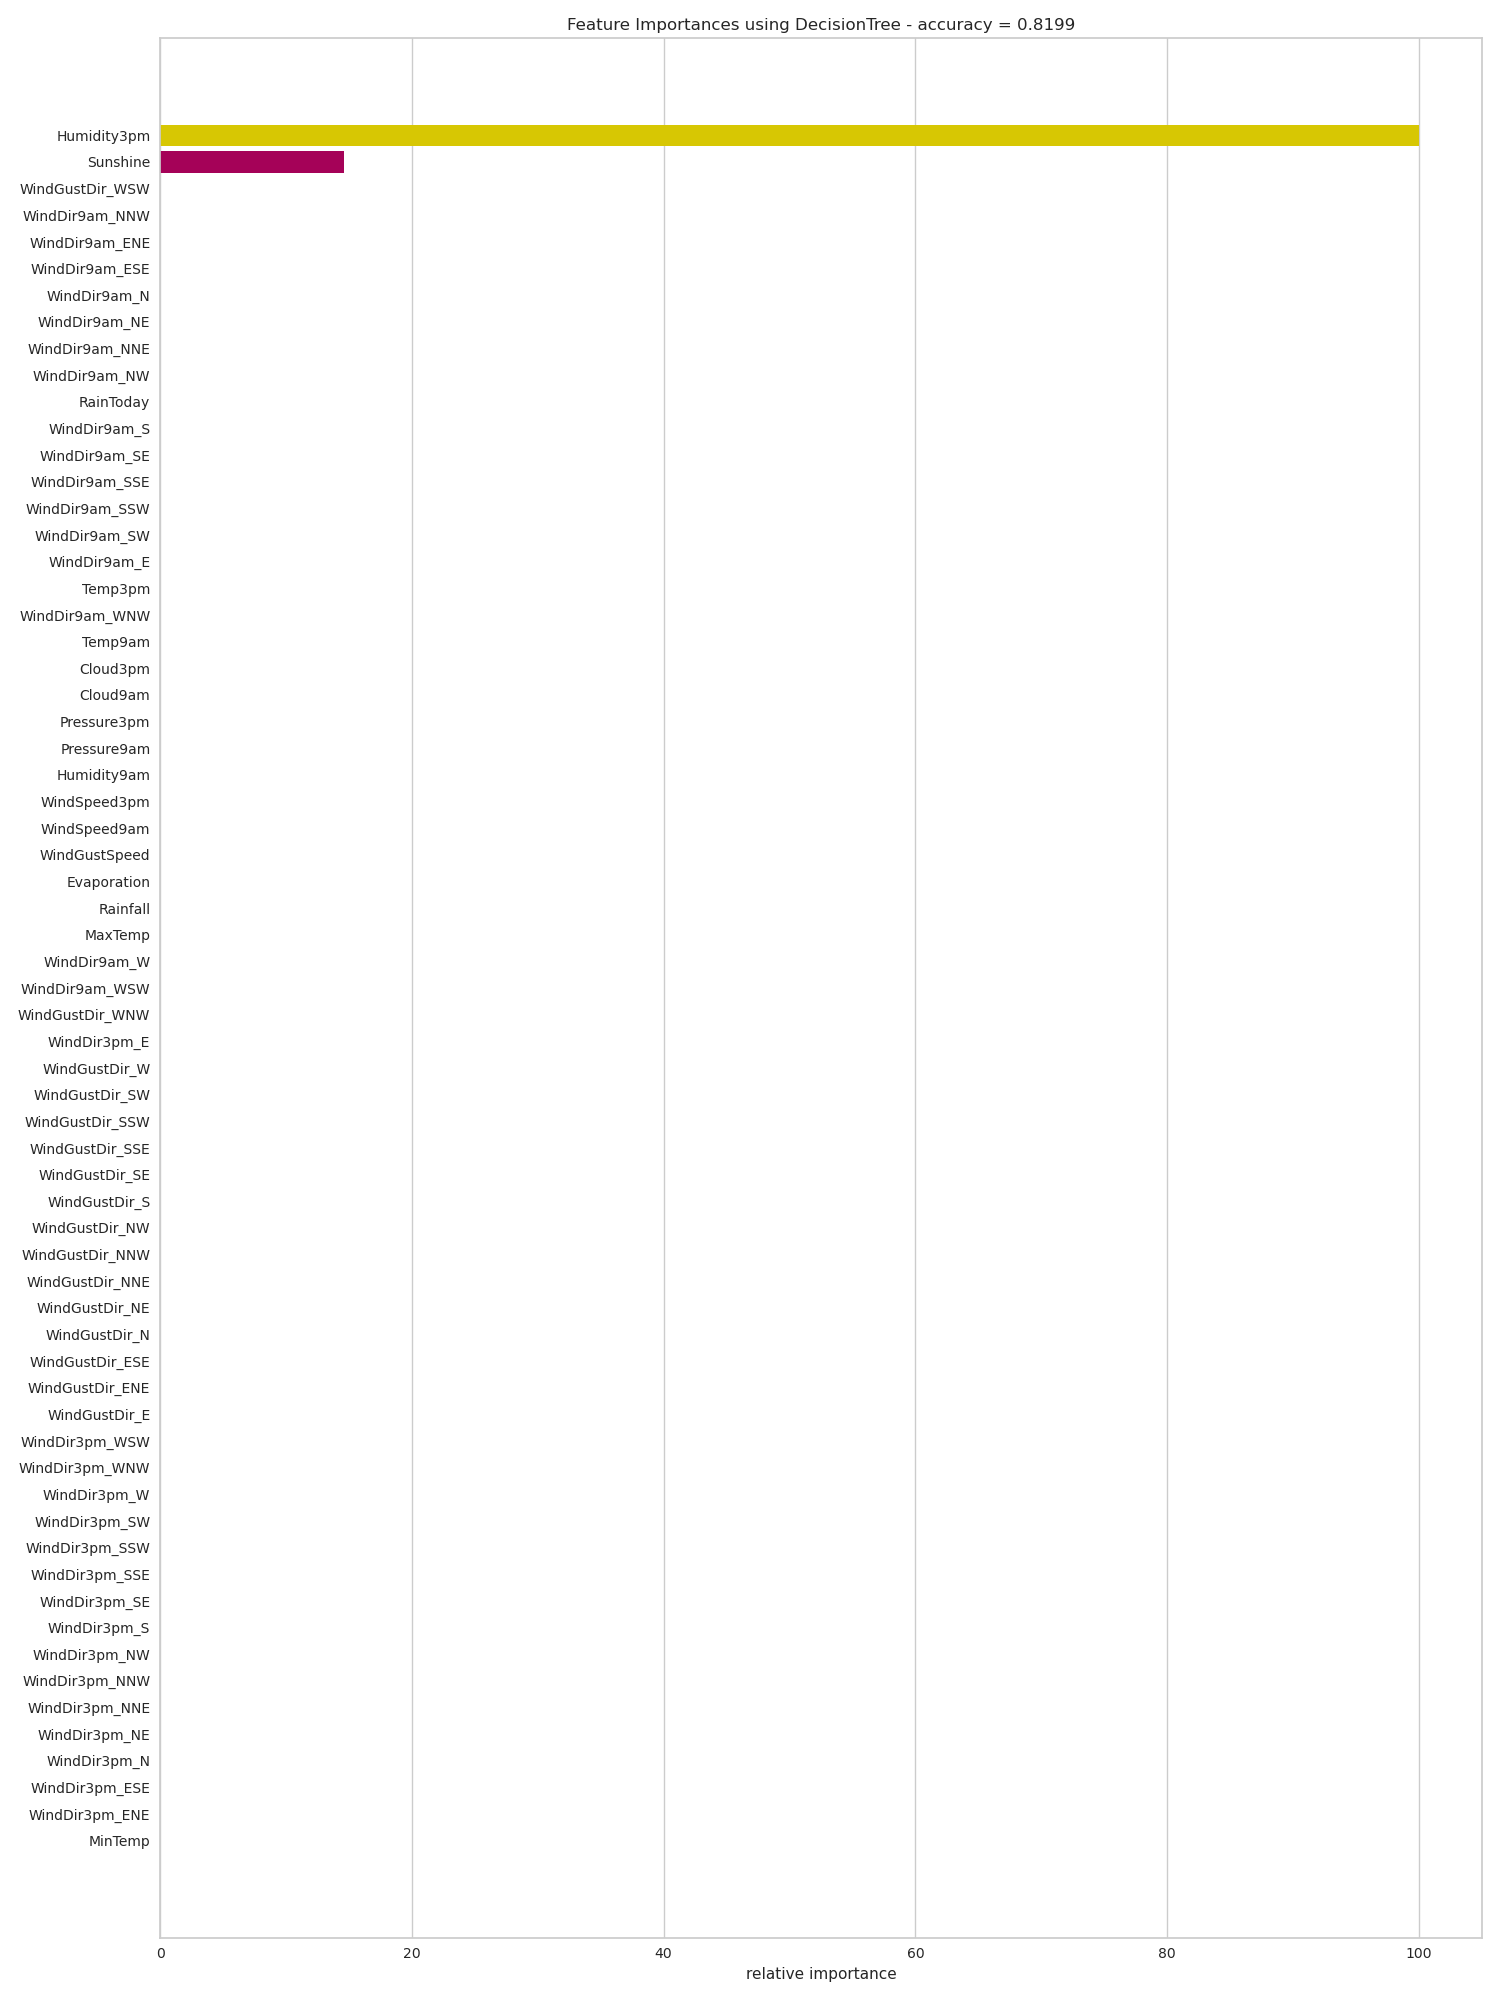 Feature Importances using DecisionTree - accuracy = 0.8199
Humidity3pm
Sunshine
WindGustDir_WSW
WindDir9am_NNW
WindDir9am_ENE
WindDir9am_ESE
WindDir9am_N
WindDir9am_NE
WindDir9am_NNE
WindDir9am_NW
RainToday
WindDir9am_S
WindDir9am_SE
WindDir9am_SSE
WindDir9am_SSW
WindDir9am_SW
WindDir9am_E
Temp3pm
WindDir9am_WNW
Temp9am
Cloud3pm
Cloud9am
Pressure3pm
Pressure9am
Humidity9am
WindSpeed3pm
WindSpeed9am
WindGustSpeed
Evaporation
Rainfall
MaxTemp
WindDir9am_W
WindDir9am_WSW
WindGustDir_WNW
WindDir3pm_E
WindGustDir_W
WindGustDir_SW
WindGustDir_SSW
WindGustDir_SSE
WindGustDir_SE
WindGustDir_S
WindGustDir_NW
WindGustDir_NNW
WindGustDir_NNE
WindGustDir_NE
WindGustDir_N
WindGustDir_ESE
WindGustDir_ENE
WindGustDir_E
WindDir3pm_WSW
WindDir3pm_WNW
WindDir3pm_W
WindDir3pm_SW
WindDir3pm_SSW
WindDir3pm_SSE
WindDir3pm_SE
WindDir3pm_S
WindDir3pm_NW
WindDir3pm_NNW
WindDir3pm_NNE
WindDir3pm_NE
WindDir3pm_N
WindDir3pm_ESE
WindDir3pm_ENE
MinTemp
0 20 40 60 80 100
relative importance